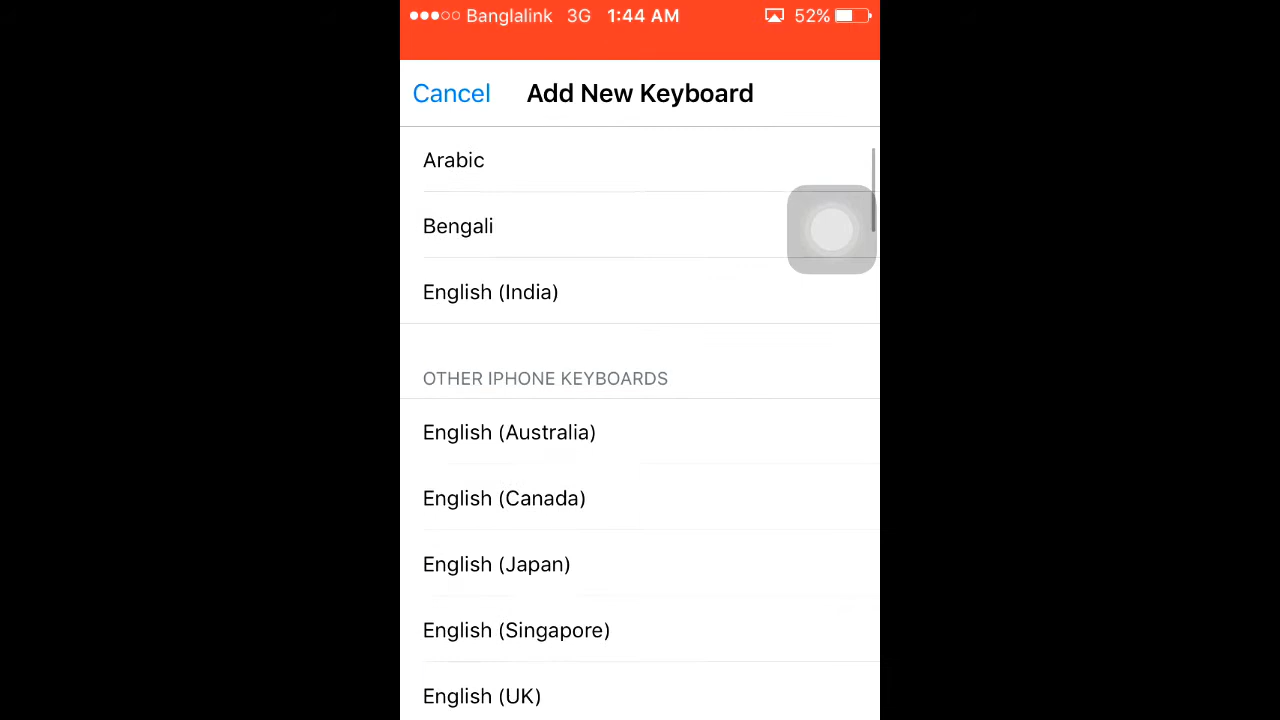 Banglalink 3G 1:44 AM 52%
Cancel Add New Keyboard
Arabic
Bengali
English (India)
OTHER IPHONE KEYBOARDS
English (Australia)
English (Canada)
English (Japan)
English (Singapore)
English (UK)